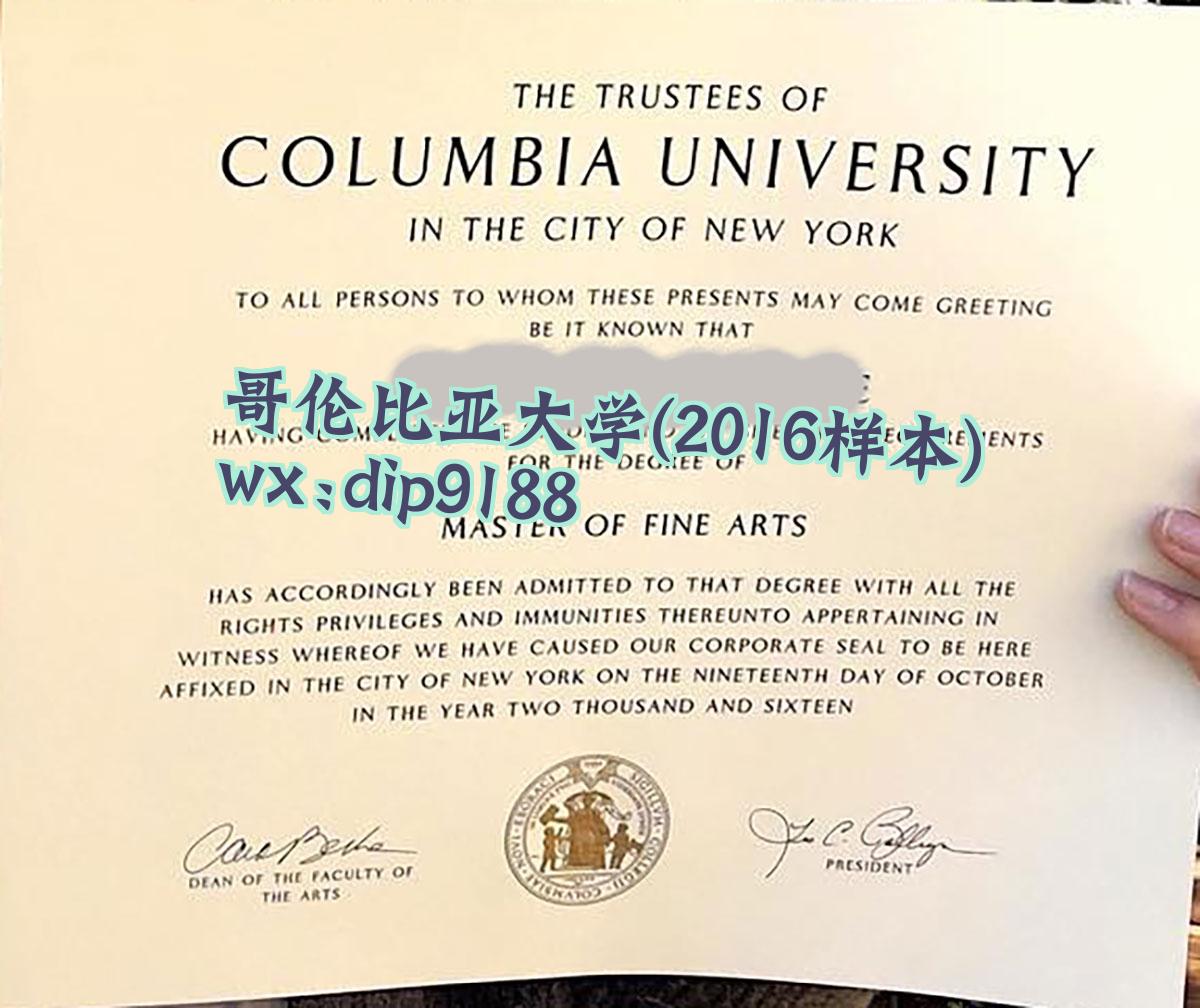 THE TRUSTEES OF
COLUMBIA UNIVERSITY
IN THE CITY OF NEW YORK
TO ALL PERSONS TO WHOM THESE PRESENTS MAY COME GREETING
BE IT KNOWN THAT
哥伦比亚大学(2016样本)
HAVING
FOR THE DEGREE OF
wx:dip9188
MASTER OF FINE ARTS
HAS ACCORDINGLY BEEN ADMITTED TO THAT DEGREE WITH ALL THE
RIGHTS PRIVILEGES AND IMMUNITIES THEREUNTO APPERTAINING IN
WITNESS WHEREOF WE HAVE CAUSED OUR CORPORATE SEAL TO BE HERE
AFFIXED IN THE CITY OF NEW YORK ON THE NINETEENTH DAY OF OCTOBER
IN THE YEAR TWO THOUSAND AND SIXTEEN
DEAN OF THE FACULTY OF
THE ARTS
PRESIDENT